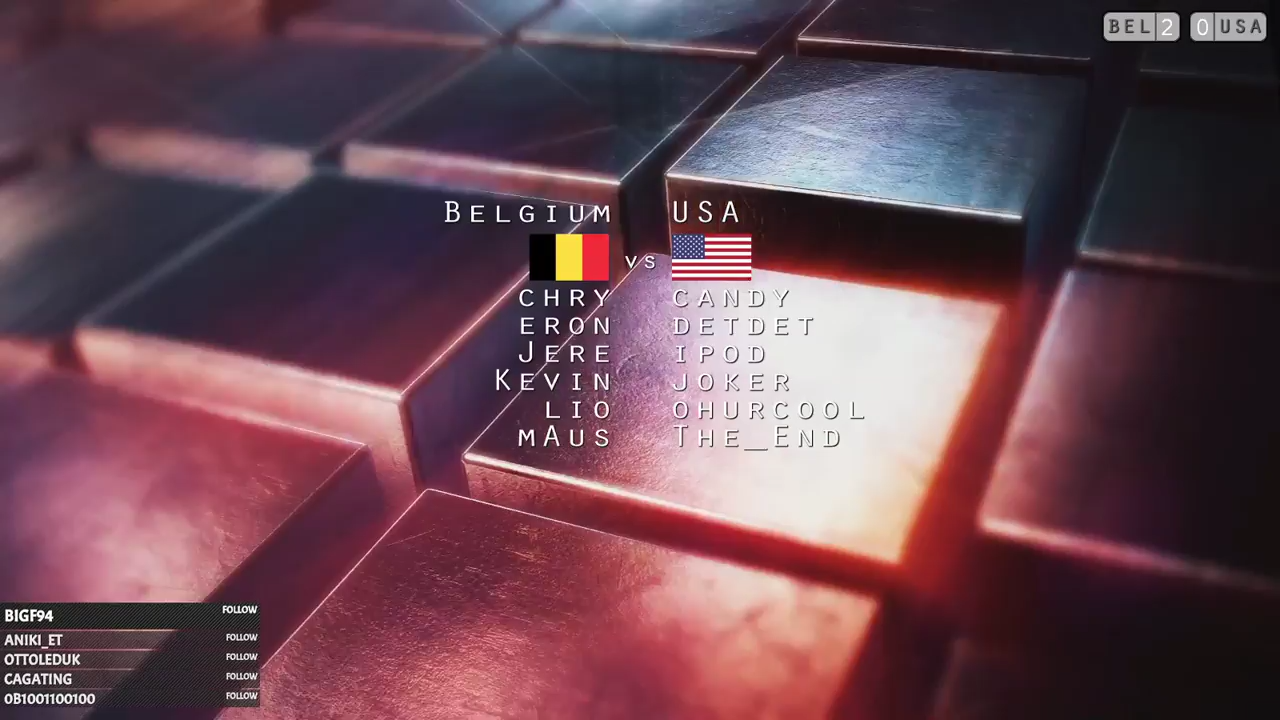 BEL 2 0 USA
Belgium USA
vs
CHRY CANDY
ERON DETDET
JERE IPOD
KEVIN JOKER
LIO OHURCOOL
mAus The_End
BIGF94 FOLLOW
ANIKI_ET FOLLOW
OTTOLEDUK FOLLOW
CAGATING FOLLOW
0B1001100100 FOLLOW